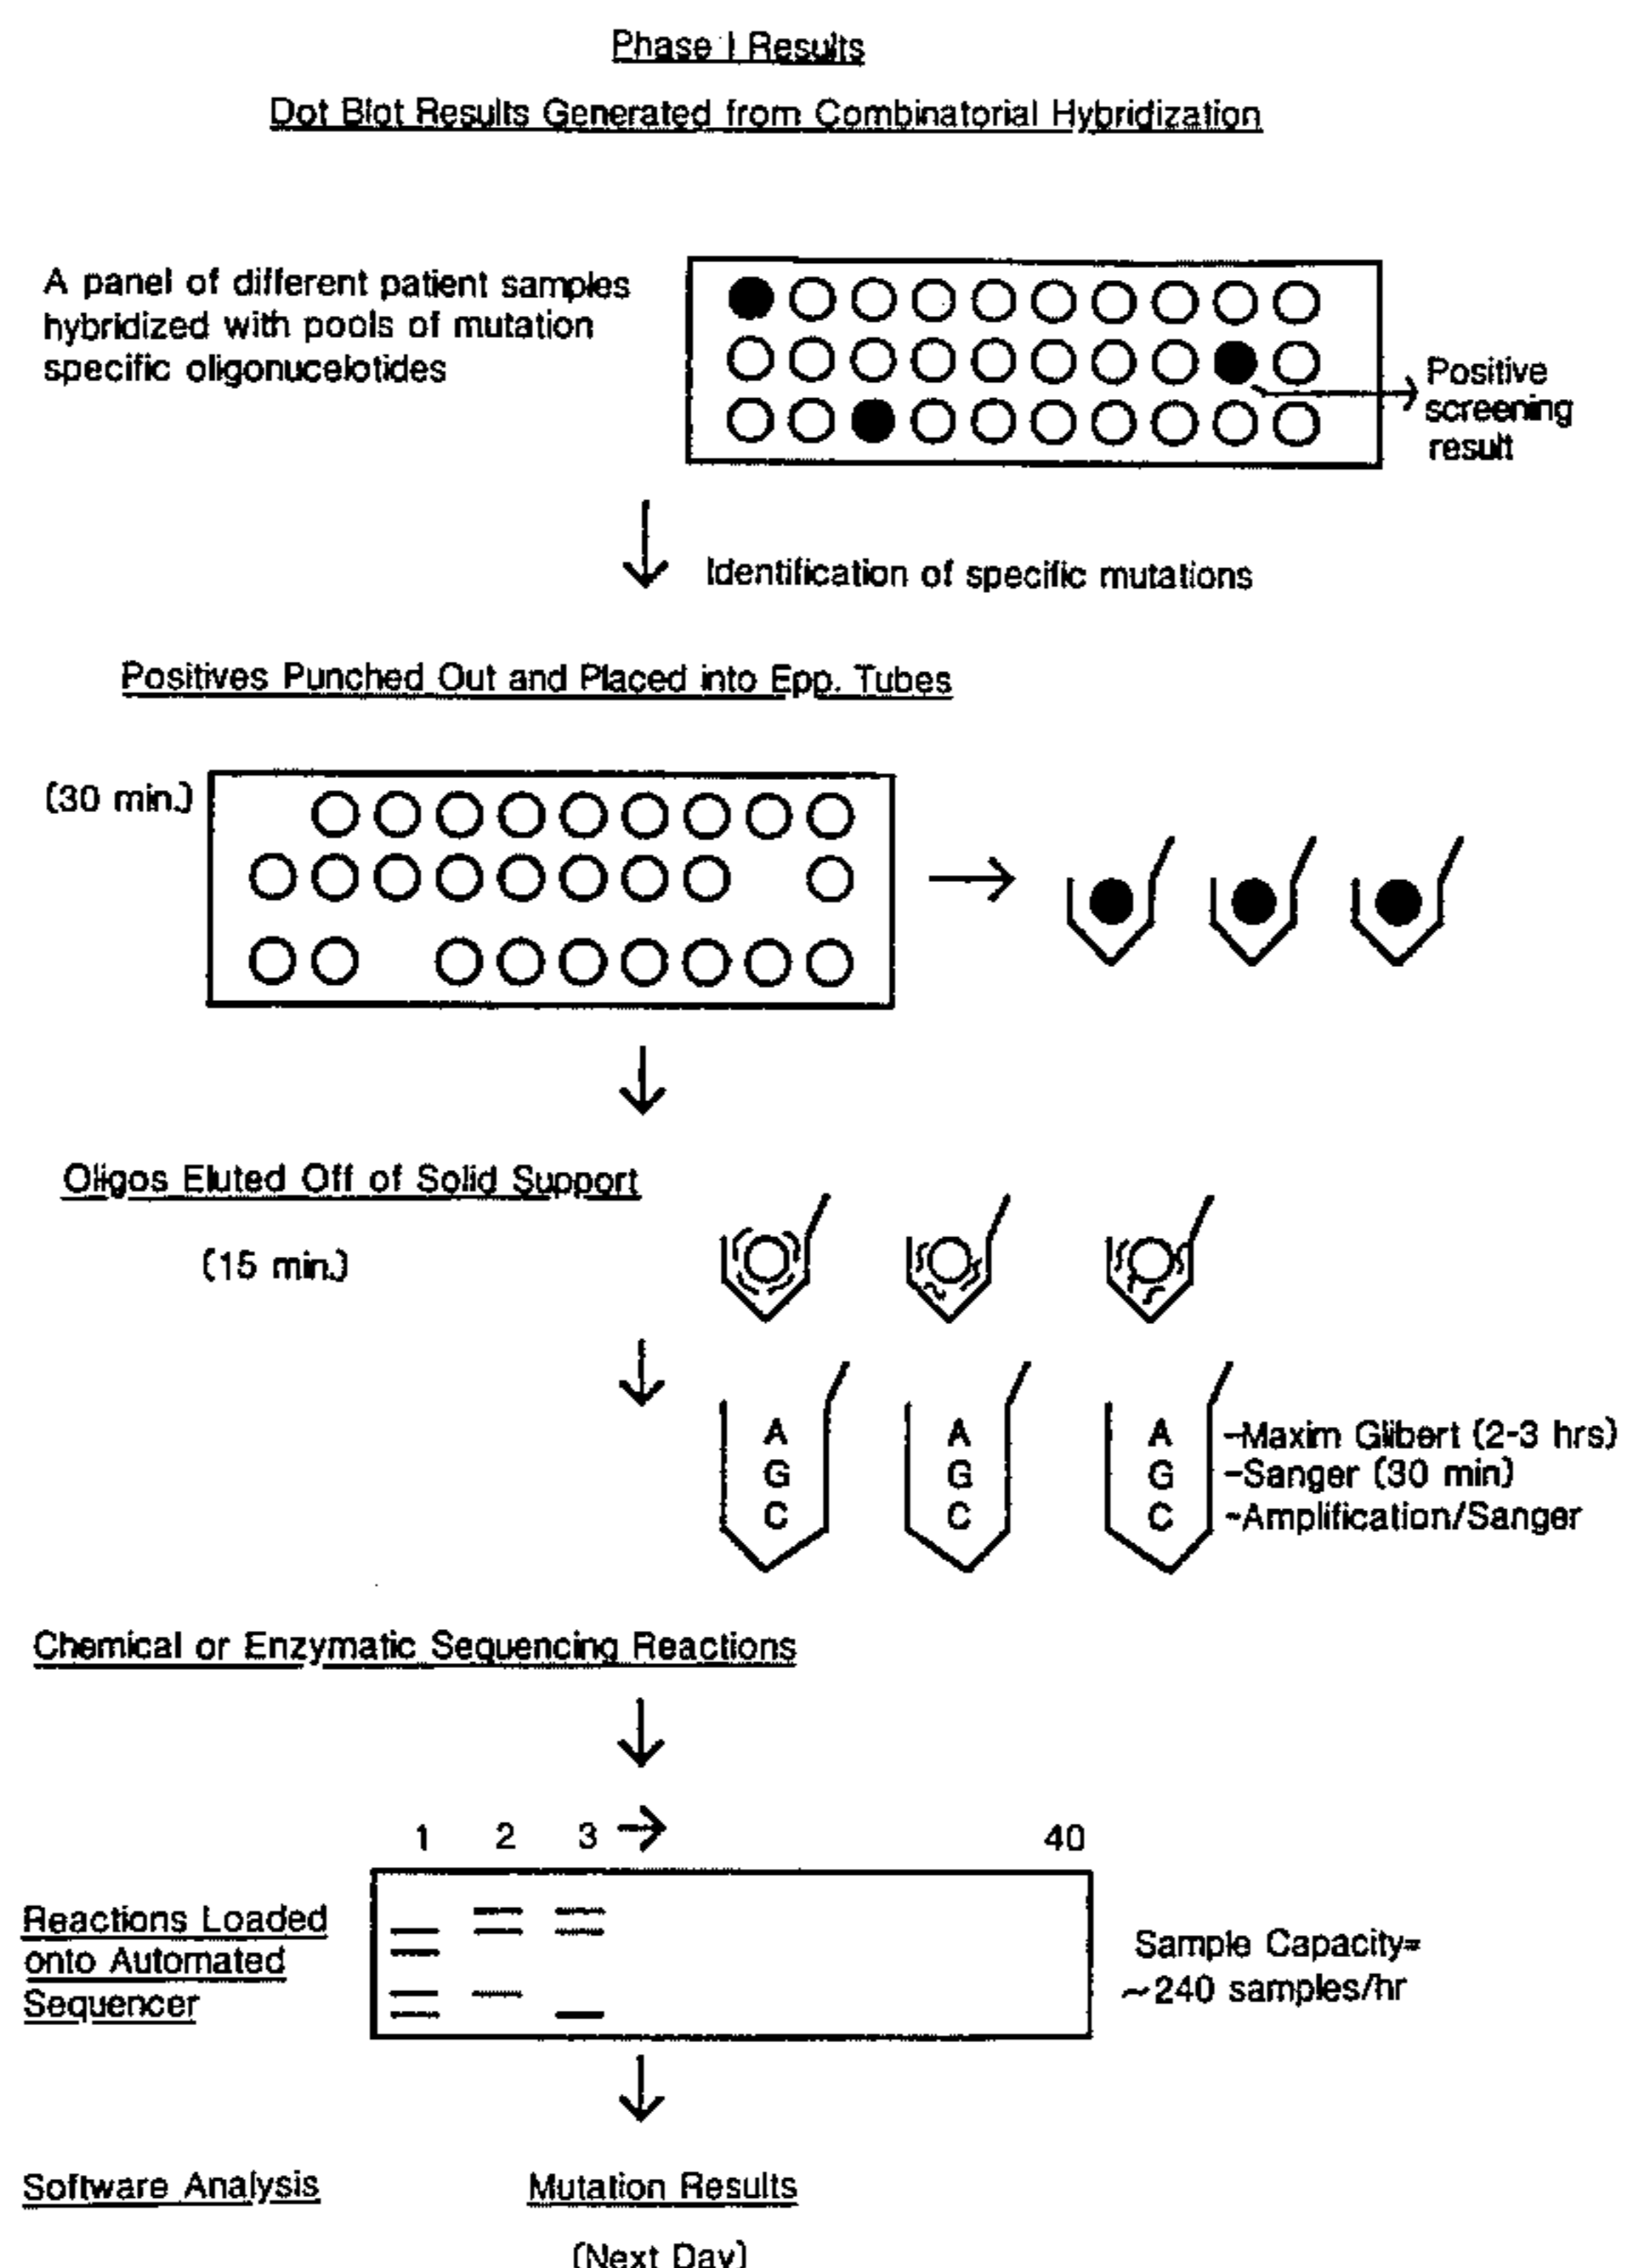 Phase I Results
Dot Blot Results Generated from Combinatorial Hybridization
A panel of different patient samples
hybridized with pools of mutation
specific oligonucelotides
Positive
screening
result
Identification of specific mutations
Positives Punched Out and Placed into Epp. Tubes
(30 min.)
Oligos Eluted Off of Solid Support
(15 min.)
A A A -Maxim Glibert (2-3 hrs)
G G G -Sanger (30 min)
C C C -Amplification/Sanger
Chemical or Enzymatic Sequencing Reactions
1 2 3 → 40
Reactions Loaded
onto Automated
Sequencer
Sample Capacity=
~240 samples/hr
Software Analysis Mutation Results
(Next Day)